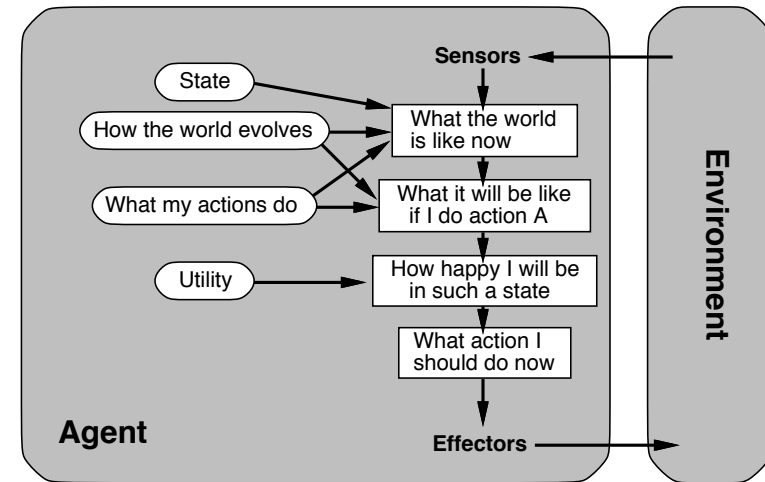 Sensors
State
What the world
is like now
How the world evolves
What it will be like
if I do action A
What my actions do
How happy I will be
in such a state
Utility
What action I
should do now
Agent
Effectors
Environment